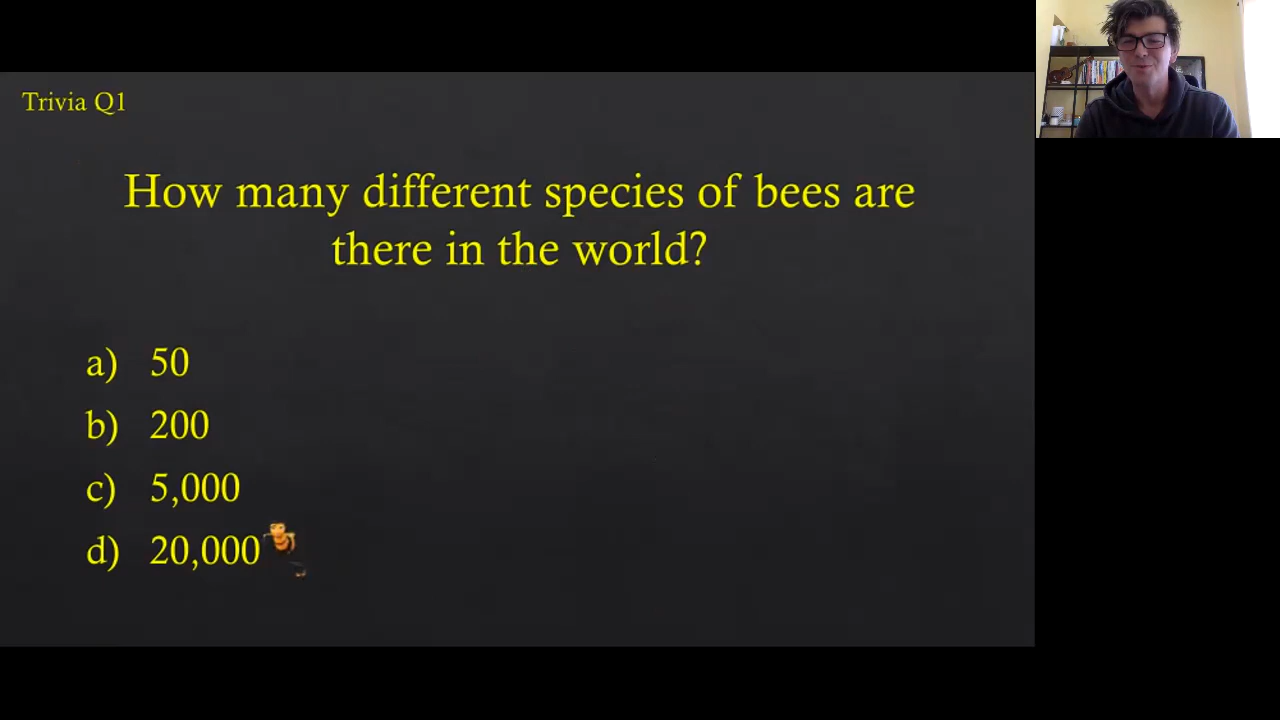 Trivia Q1
How many different species of bees are
there in the world?
a) 50
b) 200
c) 5,000
d) 20,000